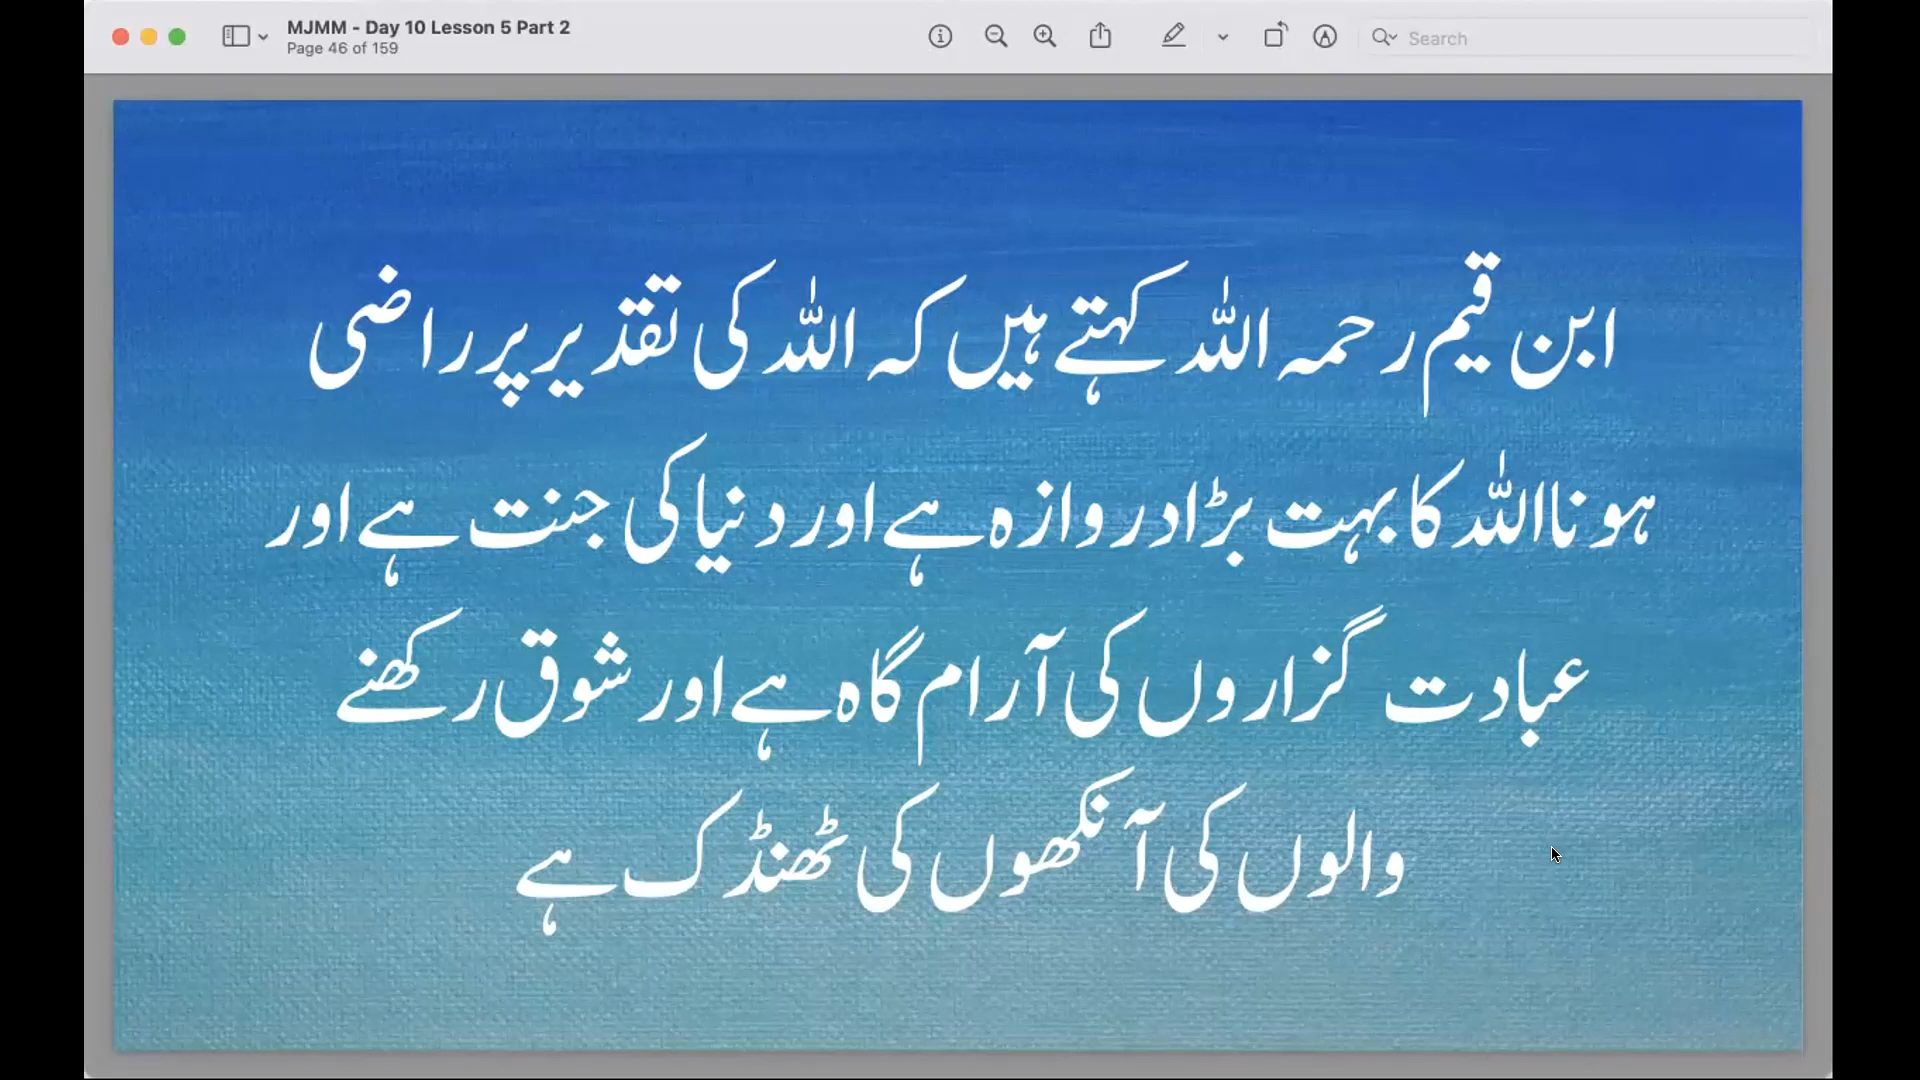 MJMM - Day 10 Lesson 5 Part 2
Page 46 of 159
Search
ابن قیم رحمہ اللہ کہتے ہیں کہ اللہ کی تقدیر پر راضی
ہونا اللہ کا بہت بڑا دروازہ ہے اور دنیا کی جنت ہے اور
عبادت گزاروں کی آرام گاہ ہے اور شوق رکھنے
والوں کی آنکھوں کی ٹھنڈک ہے